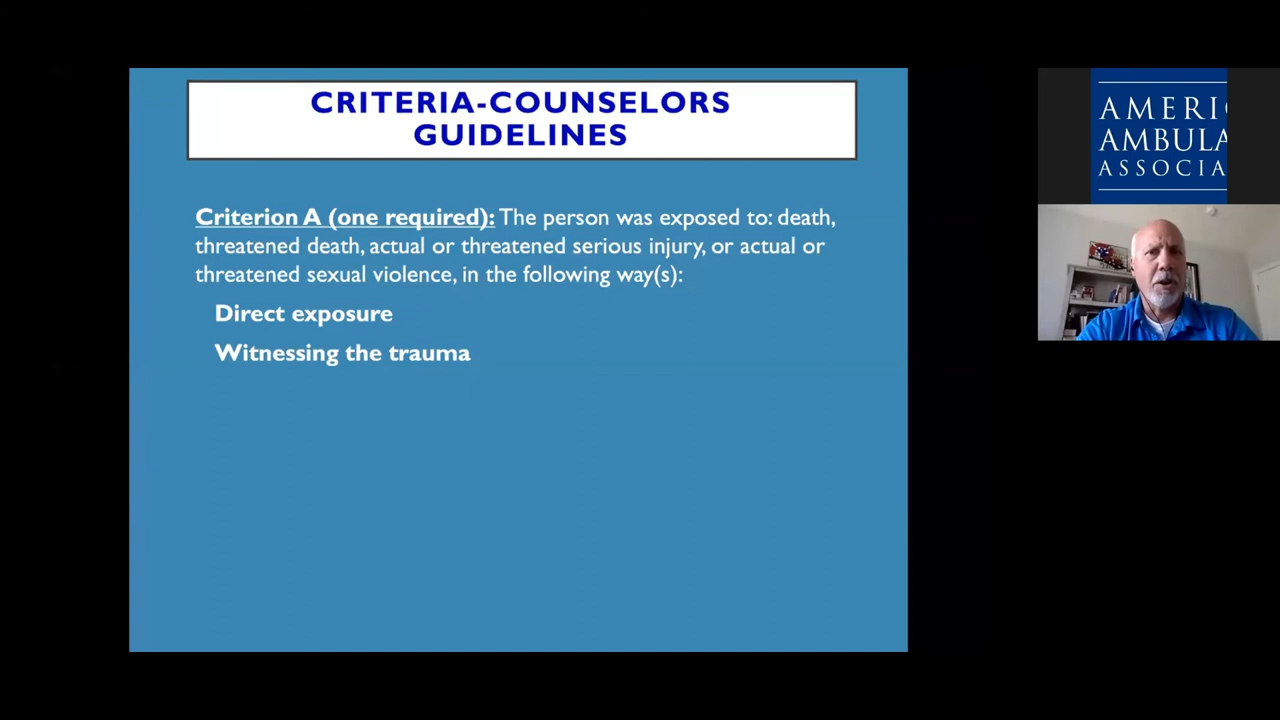 CRITERIA-COUNSELORS
GUIDELINES
Criterion A (one required): The person was exposed to: death,
threatened death, actual or threatened serious injury, or actual or
threatened sexual violence, in the following way(s):
Direct exposure
Witnessing the trauma
AMERI
AMBULA
ASSOCIA